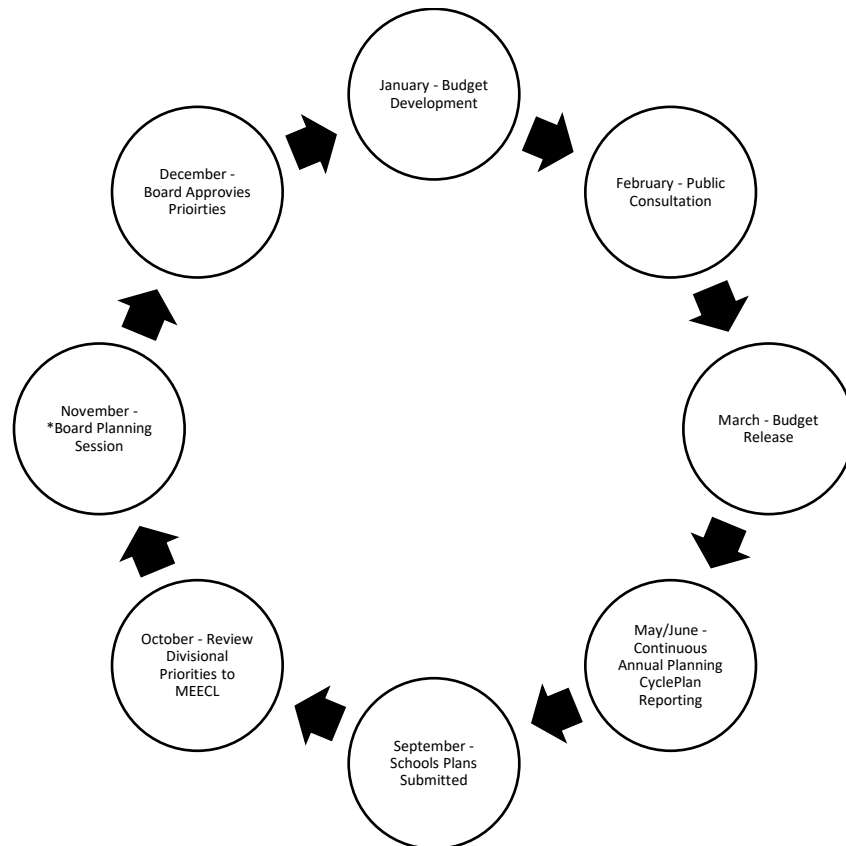 January - Budget
Development
February - Public
Consultation
March - Budget
Release
May/June -
Continuous
Annual Planning
CyclePlan
Reporting
September -
Schools Plans
Submitted
October - Review
Divisional
Priorities to
MEECL
November -
*Board Planning
Session
December -
Board Approvies
Prioirties